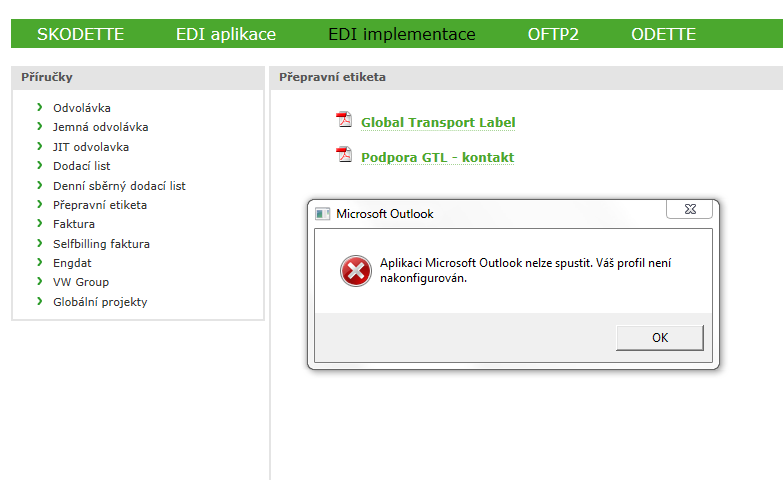 SKODETTE EDI aplikace EDI implementace OFTP2 ODETTE
Příručky
Odvolávka
Jemná odvolávka
JIT odvolavka
Dodací list
Denní sběrný dodací list
Přepravní etiketa
Faktura
Selfbilling faktura
Engdat
VW Group
Globální projekty
Přepravní etiketa
Global Transport Label
Podpora GTL - kontakt
Microsoft Outlook
Aplikaci Microsoft Outlook nelze spustit. Váš profil není
nakonfigurován.
OK